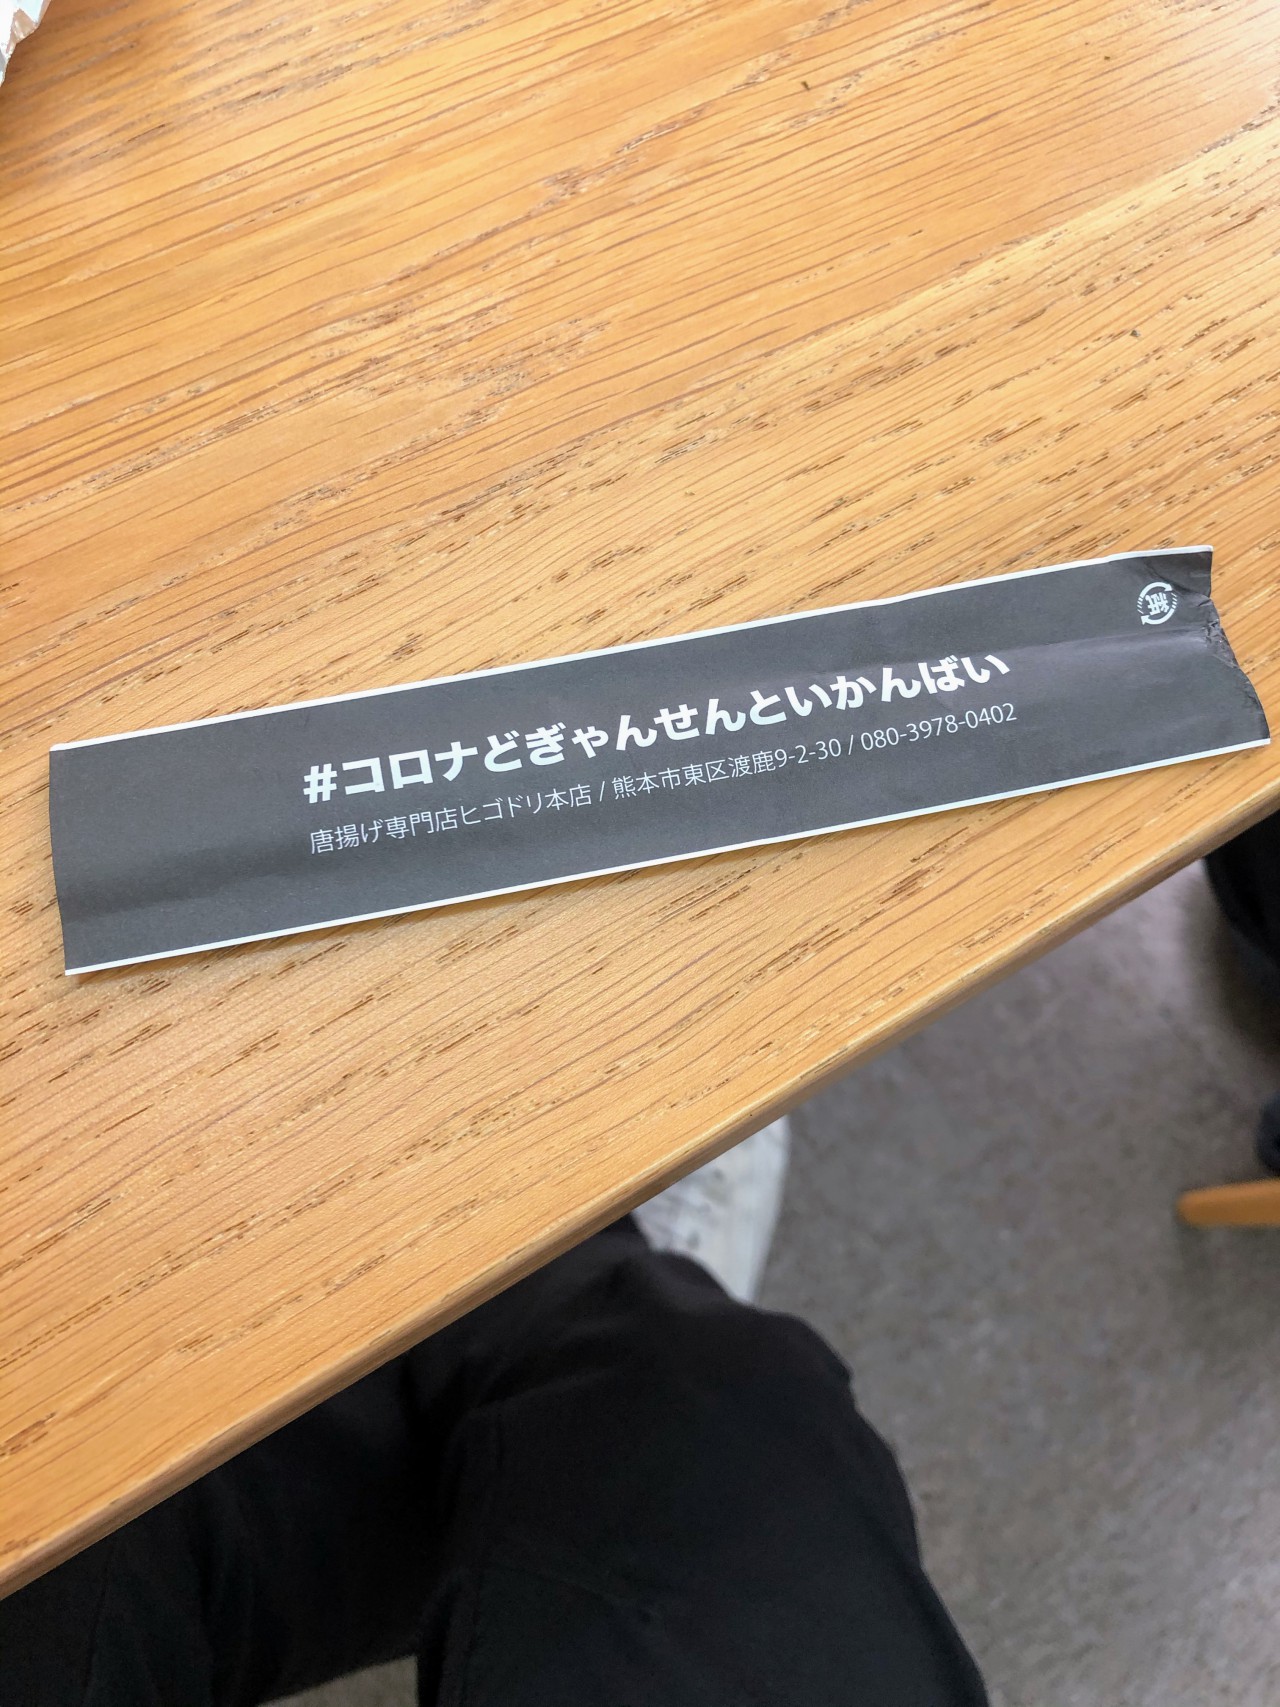 #コロナどぎゃんせんといかんばい
唐揚げ専門店ヒゴドリ本店 / 熊本市東区渡鹿9-2-30 / 080-3978-0402